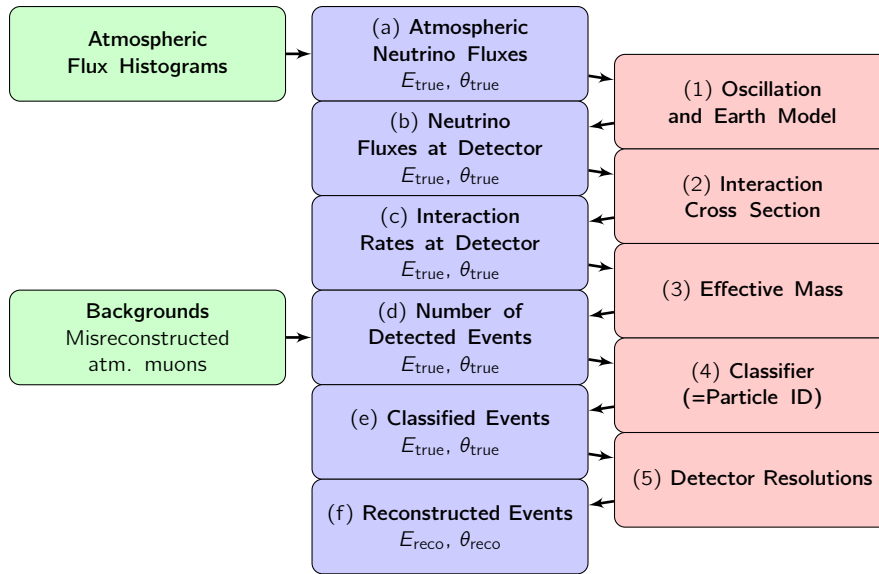 Atmospheric
Flux Histograms
(a) Atmospheric
Neutrino Fluxes
E_true, θ_true
(1) Oscillation
and Earth Model
(b) Neutrino
Fluxes at Detector
E_true, θ_true
(2) Interaction
Cross Section
(c) Interaction
Rates at Detector
E_true, θ_true
(3) Effective Mass
Backgrounds
Misreconstructed
atm. muons
(d) Number of
Detected Events
E_true, θ_true
(4) Classifier
(=Particle ID)
(e) Classified Events
E_true, θ_true
(5) Detector Resolutions
(f) Reconstructed Events
E_reco, θ_reco